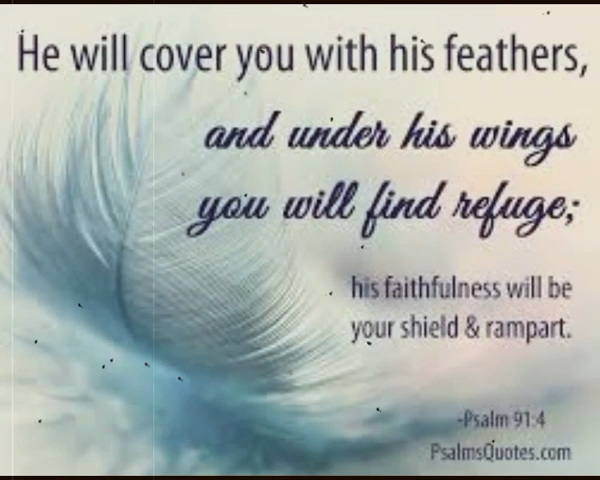 He will cover you with his feathers,
and under his wings
you will find refuge;
his faithfulness will be
your shield & rampart.
-Psalm 91:4
PsalmsQuotes.com